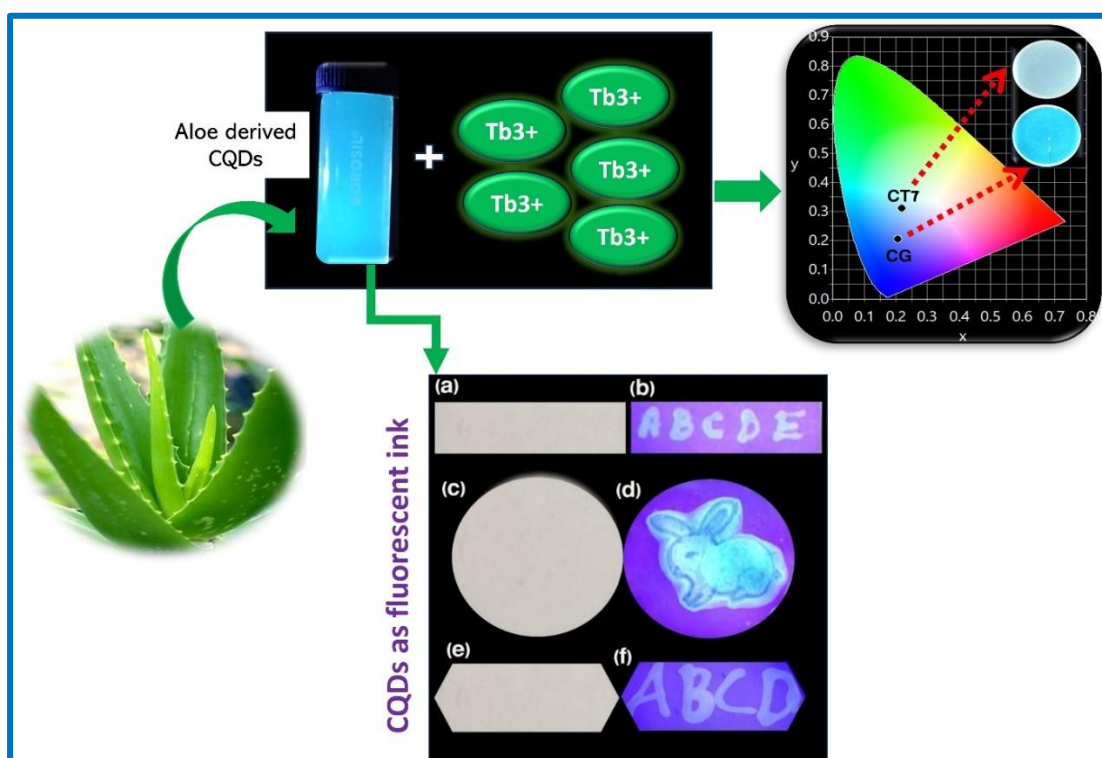 Aloe derived
CQDs
BOROSIL
+
Tb3+
Tb3+
Tb3+
Tb3+
Tb3+
0.9
0.8
0.7
0.6
0.5
y
0.4
0.3
0.2
0.1
0.0
CT7
CG
0.0 0.1 0.2 0.3 0.4 0.5 0.6 0.7 0.8
x
CQDs as fluorescent ink
(a)
(b)
A B C D E
(c)
(d)
(e)
(f)
ABCD